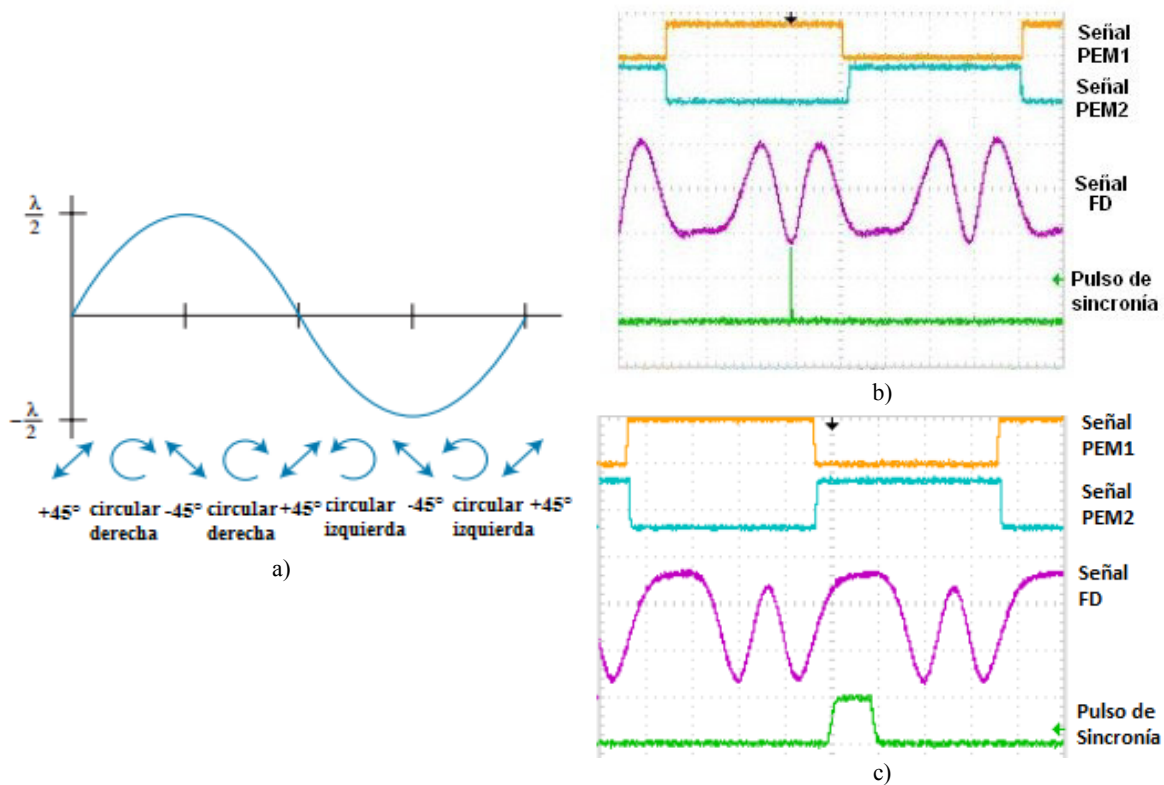 λ
2
-λ
2
+45° circular -45° circular +45° circular -45° circular +45°
derecha derecha izquierda izquierda
a)
Señal
PEM1
Señal
PEM2
Señal
FD
Pulso de
sincronía
b)
Señal
PEM1
Señal
PEM2
Señal
FD
Pulso de
Sincronía
c)